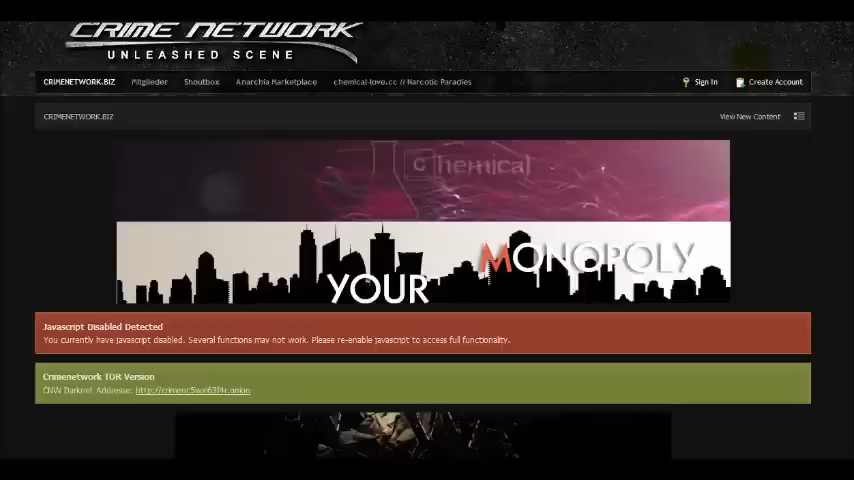 CRIME NETWORK
UNLEASHED SCENE
CRIMENETWORK.BIZ Mitglieder Shoutbox Anarchia Marketplace chemical-love.cc // Narcotic Paradies Sign In Create Account
CRIMENETWORK.BIZ View New Content
Chemical
YOUR MONOPOLY
Javascript Disabled Detected
You currently have javascript disabled. Several functions may not work. Please re-enable javascript to access full functionality.
Crimenetwork TOR Version
CNW Darknet Addresse: